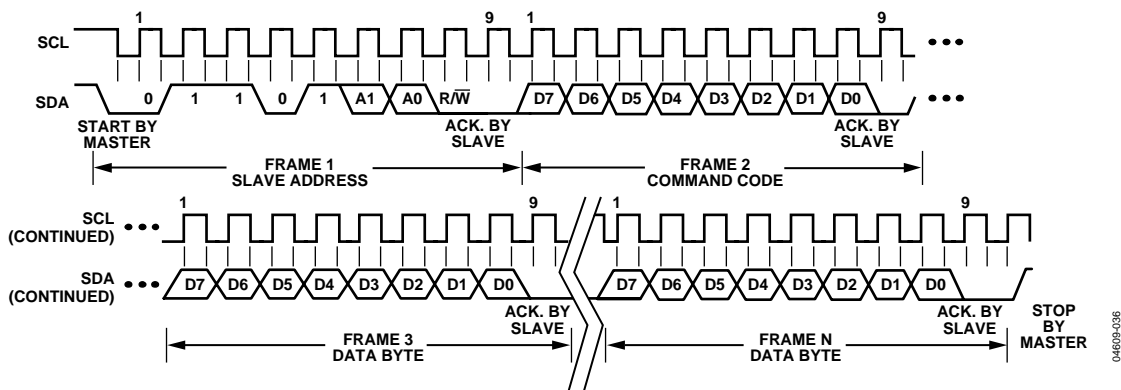 1 9 1 9
SCL •••
SDA 0 1 1 0 1 A1 A0 R/W̅ D7 D6 D5 D4 D3 D2 D1 D0 •••
START BY MASTER
ACK. BY SLAVE
ACK. BY SLAVE
FRAME 1
SLAVE ADDRESS
FRAME 2
COMMAND CODE
1 9 1 9
SCL
(CONTINUED) •••
SDA
(CONTINUED) ••• D7 D6 D5 D4 D3 D2 D1 D0 D7 D6 D5 D4 D3 D2 D1 D0
ACK. BY
SLAVE
ACK. BY
SLAVE
STOP
BY
MASTER
FRAME 3
DATA BYTE
FRAME N
DATA BYTE
04609-036